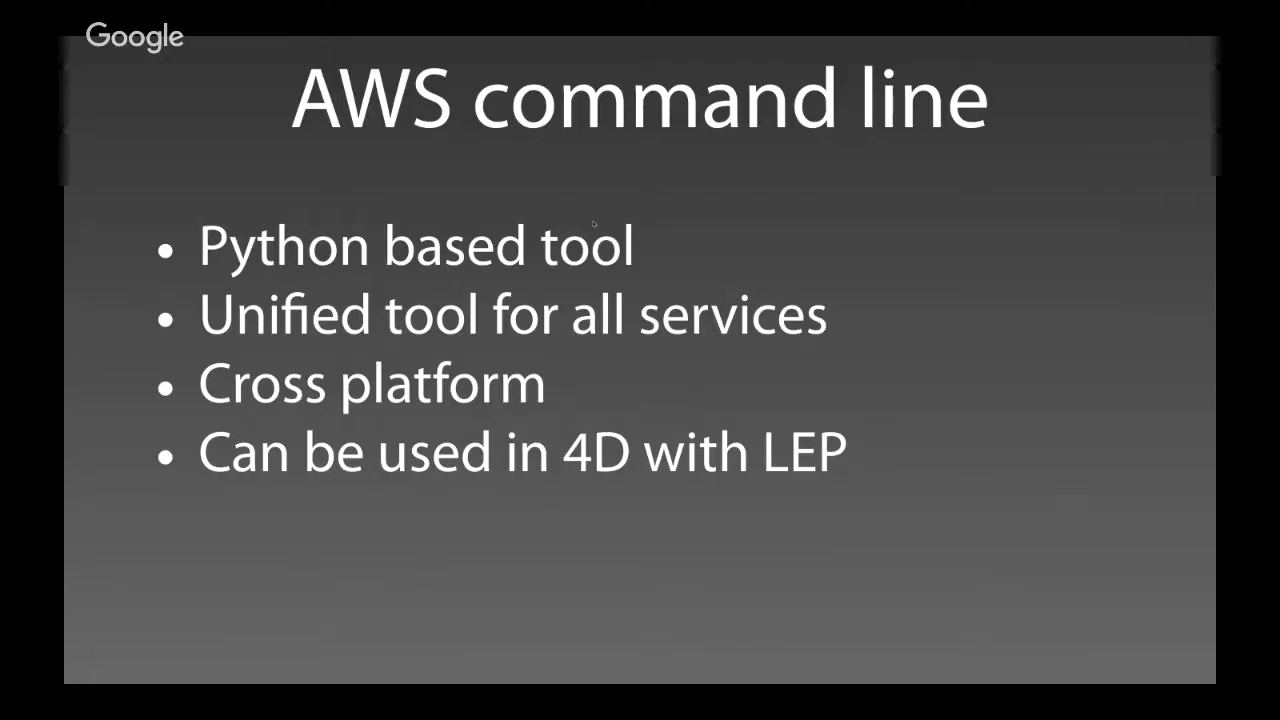 Google
AWS command line
• Python based tool
• Unified tool for all services
• Cross platform
• Can be used in 4D with LEP